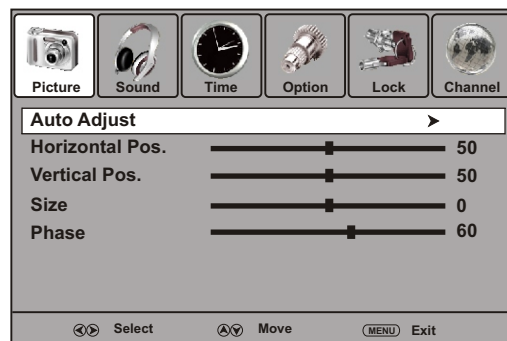 Picture Sound Time Option Lock Channel
Auto Adjust
Horizontal Pos. 50
Vertical Pos. 50
Size 0
Phase 60
Select Move MENU Exit